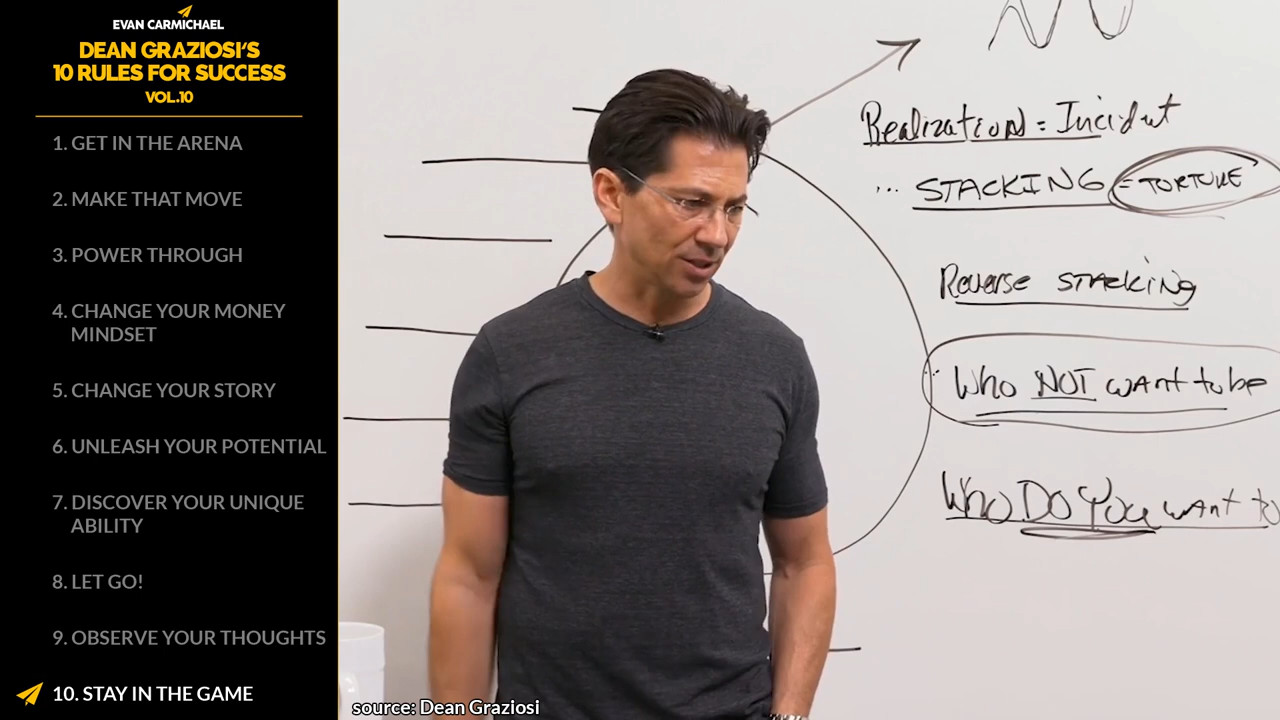 EVAN CARMICHAEL
DEAN GRAZIOSI'S
10 RULES FOR SUCCESS
VOL.10
1. GET IN THE ARENA
2. MAKE THAT MOVE
3. POWER THROUGH
4. CHANGE YOUR MONEY
MINDSET
5. CHANGE YOUR STORY
6. UNLEASH YOUR POTENTIAL
7. DISCOVER YOUR UNIQUE
ABILITY
8. LET GO!
9. OBSERVE YOUR THOUGHTS
10. STAY IN THE GAME
Realization = Incident
... STACKING = TORTURE
Reverse STACKING
Who NOT want to be
Who DO You want to
source: Dean Graziosi